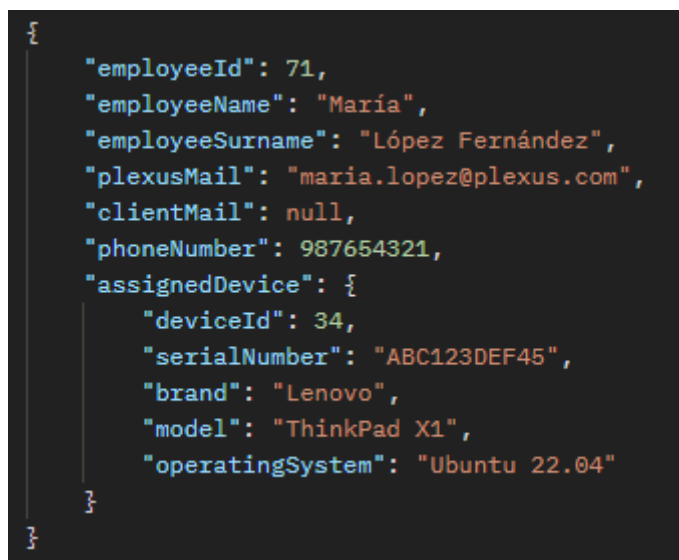 {
    "employeeId": 71,
    "employeeName": "María",
    "employeeSurname": "López Fernández",
    "plexusMail": "maria.lopez@plexus.com",
    "clientMail": null,
    "phoneNumber": 987654321,
    "assignedDevice": {
        "deviceId": 34,
        "serialNumber": "ABC123DEF45",
        "brand": "Lenovo",
        "model": "ThinkPad X1",
        "operatingSystem": "Ubuntu 22.04"
    }
}